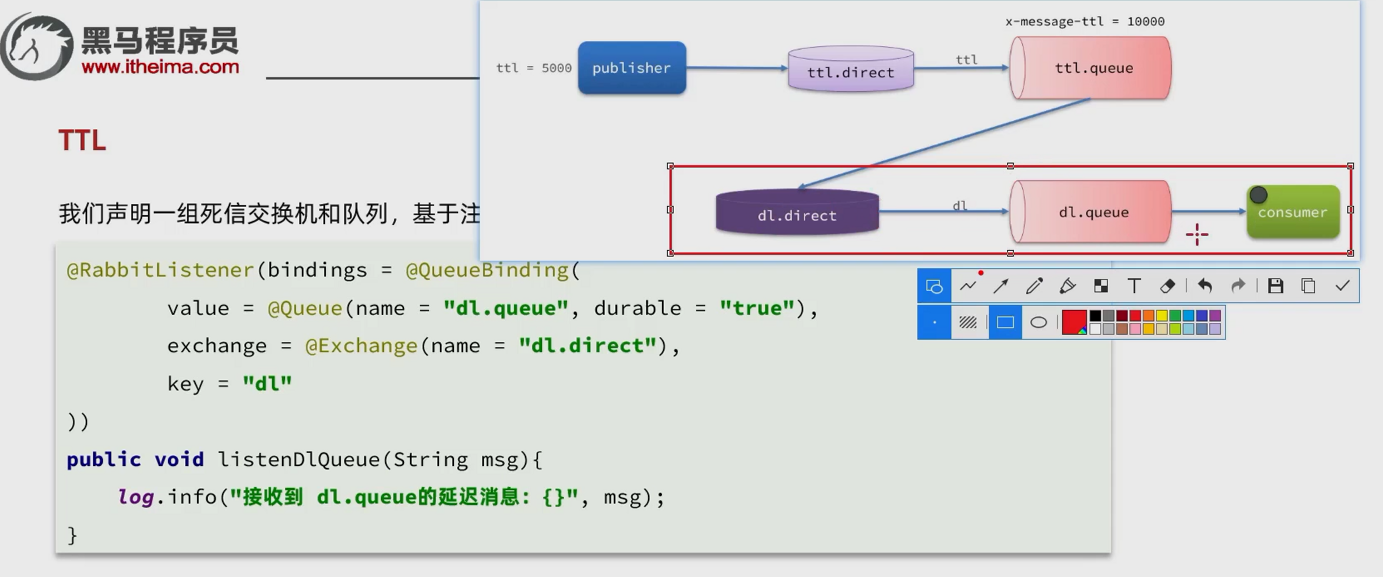 黑马程序员
www.itheima.com
x-message-ttl = 10000
ttl = 5000
publisher
ttl.direct
ttl
ttl.queue
TTL
dl.direct
dl
dl.queue
consumer
我们声明一组死信交换机和队列，基于注
@RabbitListener(bindings = @QueueBinding(
value = @Queue(name = "dl.queue", durable = "true"),
exchange = @Exchange(name = "dl.direct"),
key = "dl"
))
public void listenDlQueue(String msg){
log.info("接收到 dl.queue的延迟消息：{}", msg);
}